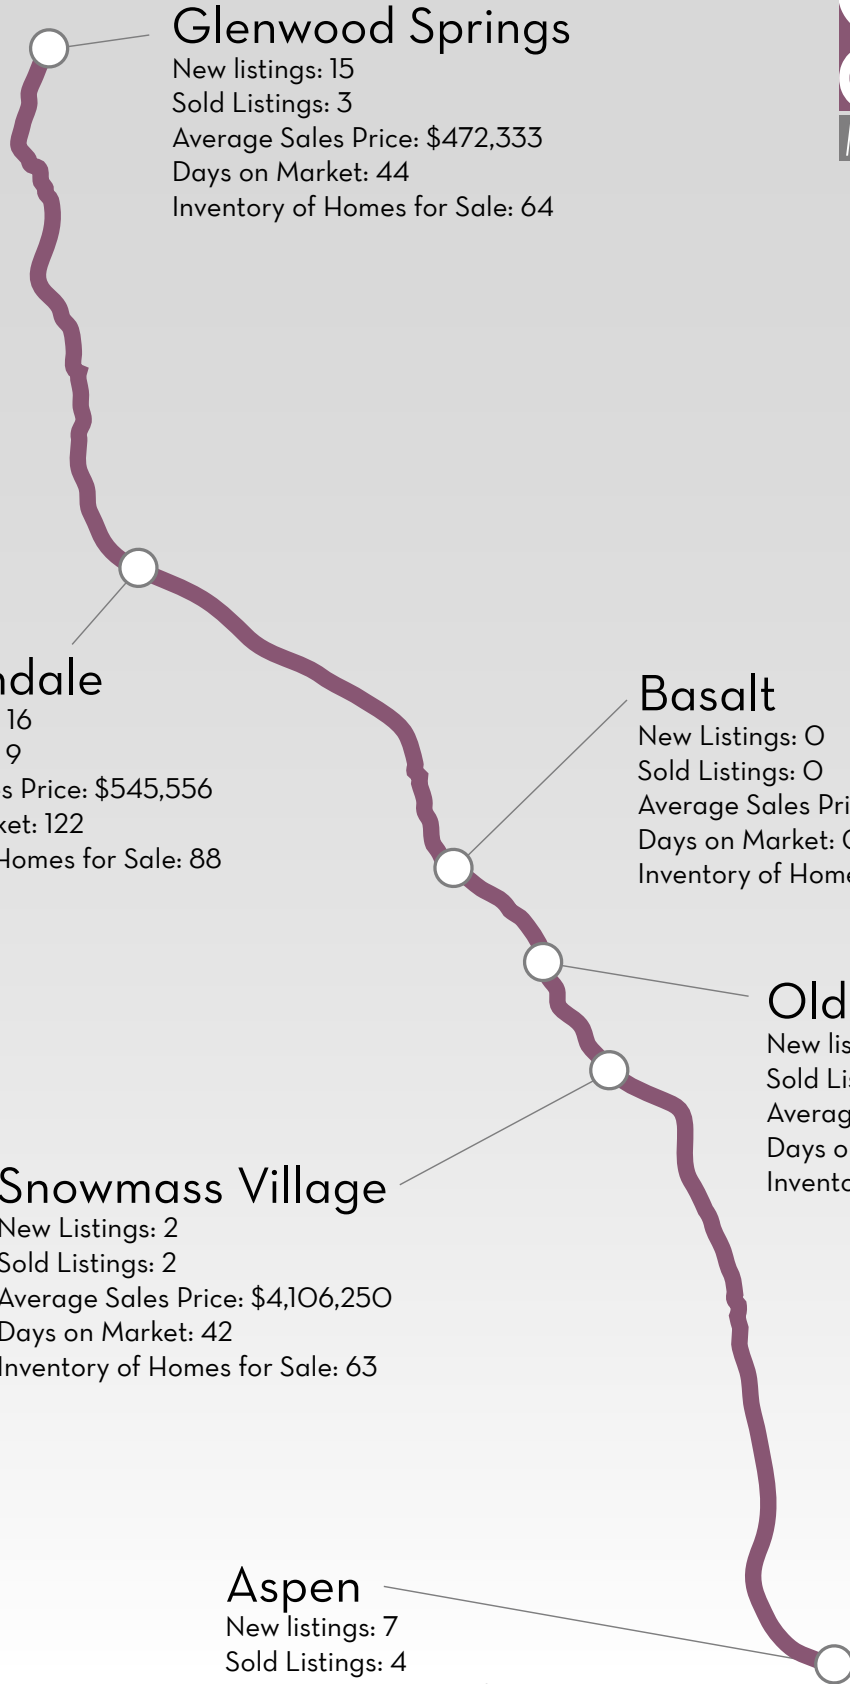 Glenwood Springs
New listings: 15
Sold Listings: 3
Average Sales Price: $472,333
Days on Market: 44
Inventory of Homes for Sale: 64
ndale
16
9
s Price: $545,556
ket: 122
Homes for Sale: 88
Basalt
New Listings: 0
Sold Listings: 0
Average Sales Pri
Days on Market:
Inventory of Home
Old
New lis
Sold Lis
Averag
Days o
Invento
Snowmass Village
New Listings: 2
Sold Listings: 2
Average Sales Price: $4,106,250
Days on Market: 42
Inventory of Homes for Sale: 63
Aspen
New listings: 7
Sold Listings: 4